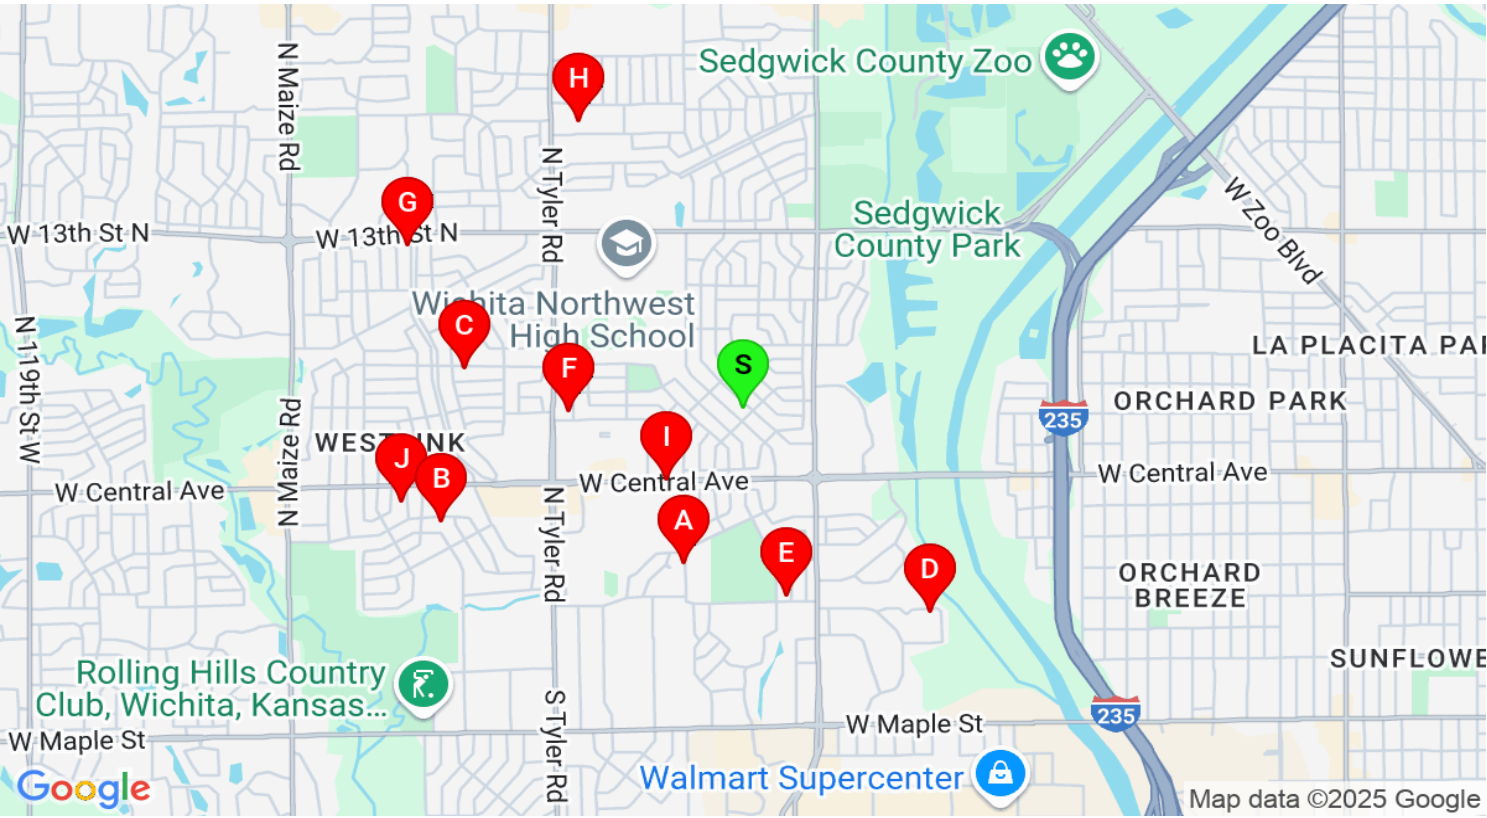 Sedgwick County Zoo
N Maize Rd
H
N Tyler Rd
G
W 13th St N
W 13th St N
Sedgwick
County Park
W Zoo Blvd
Wichita Northwest
High School
C
F
S
N 119th St W
LA PLACITA PAR
ORCHARD PARK
235
N Maize Rd
WESTLINK
I
J
B
W Central Ave
W Central Ave
W Central Ave
A
N Tyler Rd
E
D
ORCHARD
BREEZE
Rolling Hills Country
Club, Wichita, Kansas...
SUNFLOWE
S Tyler Rd
W Maple St
W Maple St
235
Walmart Supercenter
Google
Map data ©2025 Google